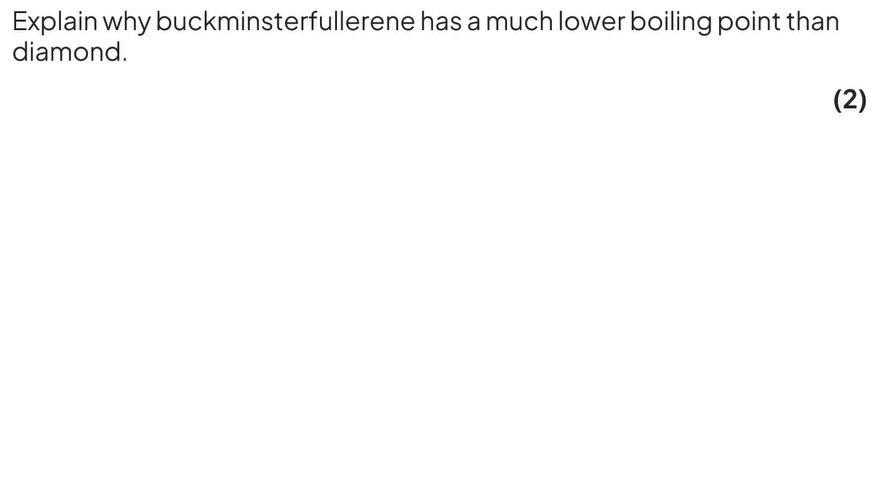 Explain why buckminsterfullerene has a much lower boiling point than
diamond.
(2)